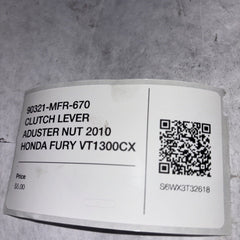 90321-MFR-670
CLUTCH LEVER
ADUSTER NUT 2010
HONDA FURY VT1300CX
Price
$5.00
S6WX3T32618